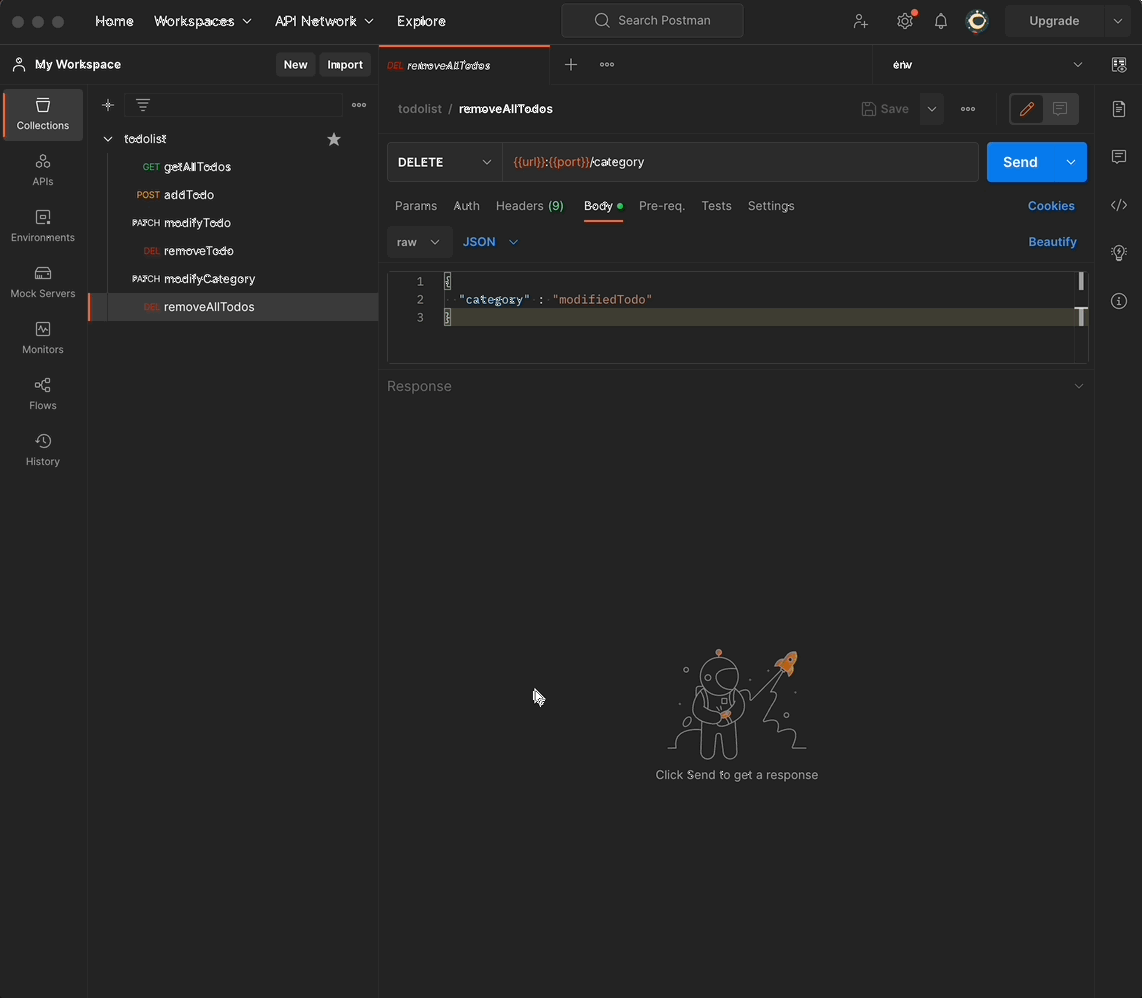 Home Workspaces API Network Explore Search Postman Upgrade
My Workspace New Import DEL removeAllTodos env
Collections
APIs
Environments
Mock Servers
Monitors
Flows
History
todolist
GET getAllTodos
POST addTodo
PATCH modifyTodo
DEL removeTodo
PATCH modifyCategory
DEL removeAllTodos
todolist / removeAllTodos Save
DELETE {{url}}:{{port}}/category Send
Params Auth Headers (9) Body Pre-req. Tests Settings Cookies
raw JSON Beautify
1 {
2 "category" : "modifiedTodo"
3 }
Response
Click Send to get a response